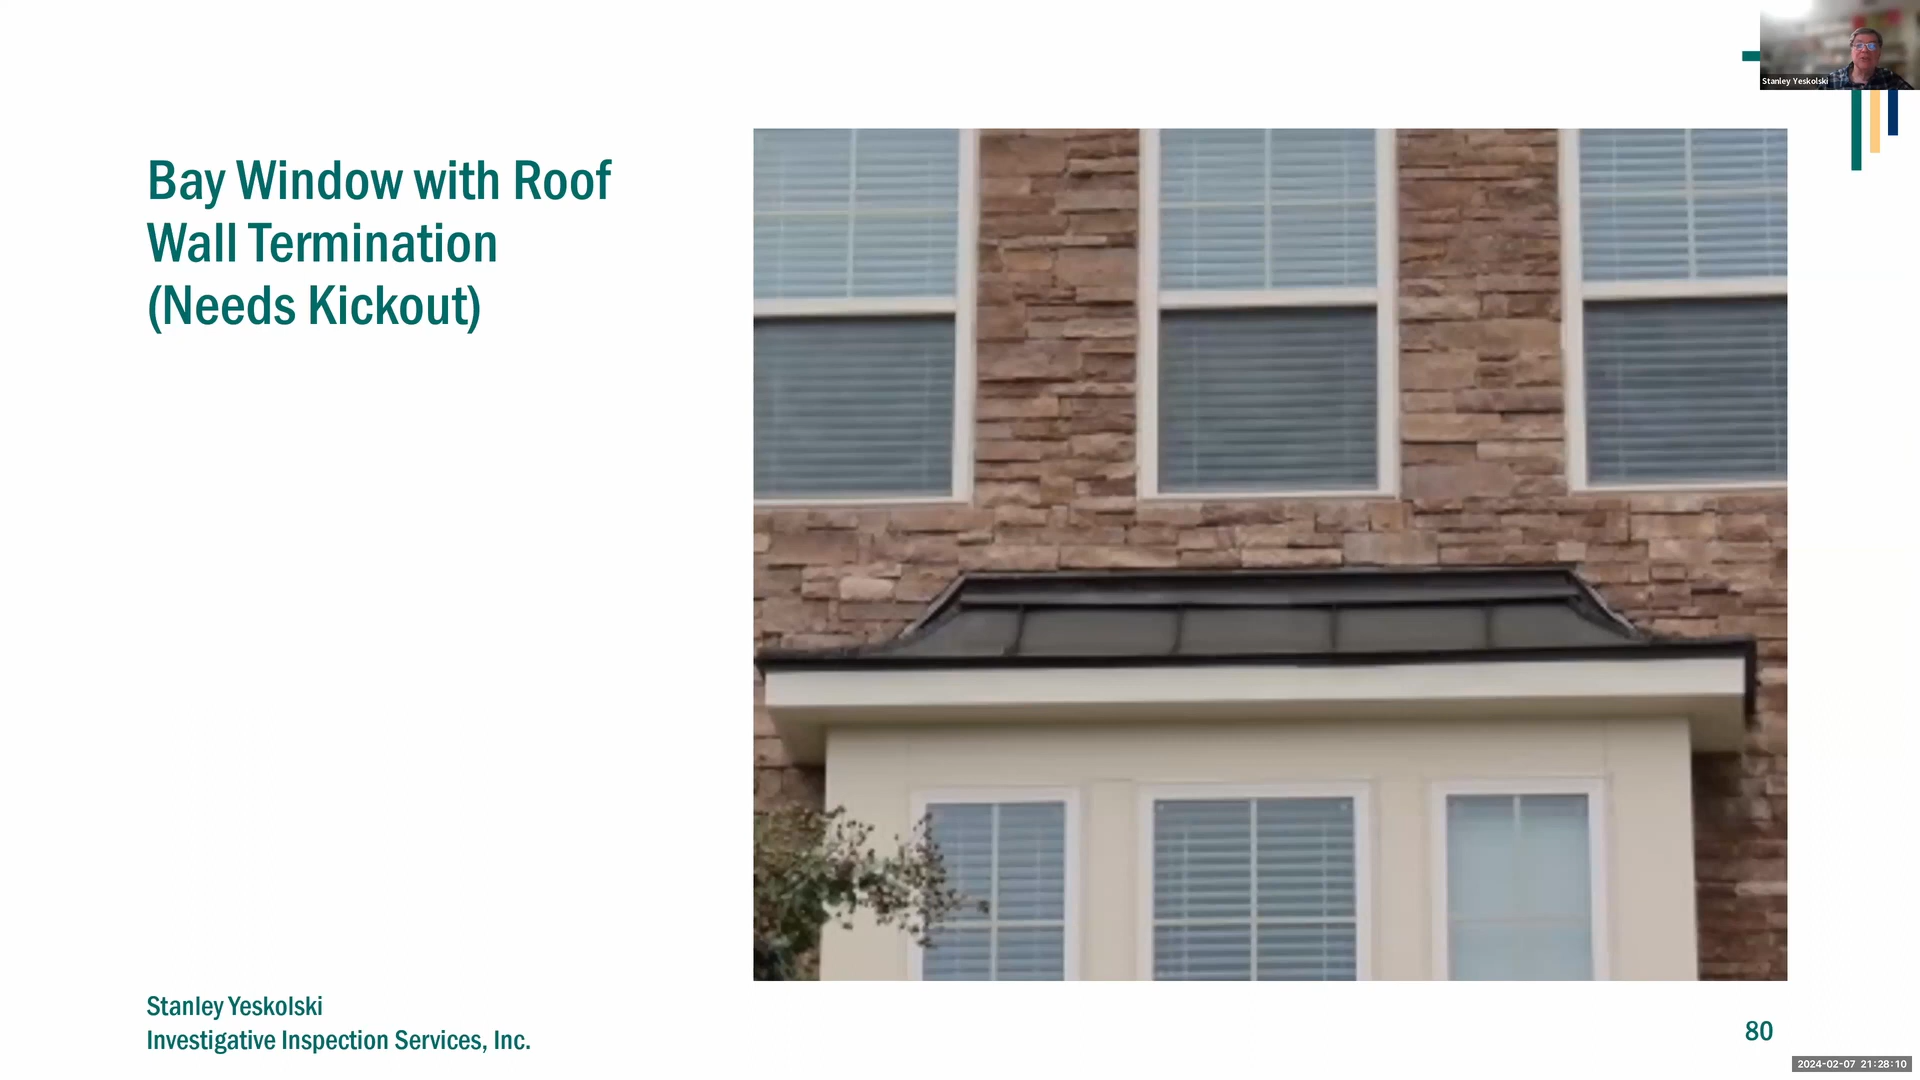 Stanley Yeskolski
Bay Window with Roof
Wall Termination
(Needs Kickout)
Stanley Yeskolski
Investigative Inspection Services, Inc.
80
2024-02-07 21:28:10